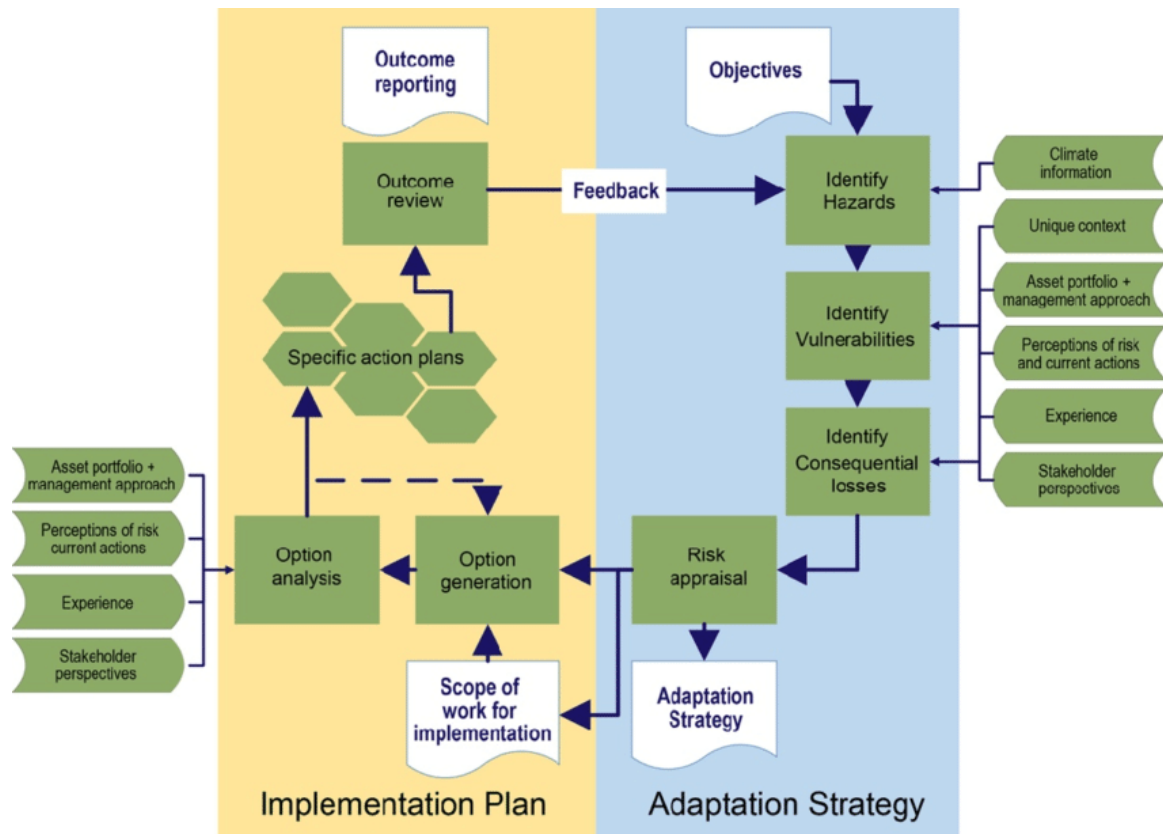 Outcome
reporting
Objectives
Outcome
review
Feedback
Identify
Hazards
Climate
information
Unique context
Asset portfolio +
management approach
Perceptions of risk
and current actions
Experience
Stakeholder
perspectives
Identify
Vulnerabilities
Identify
Consequential
losses
Specific action plans
Asset portfolio +
management approach
Perceptions of risk
current actions
Experience
Stakeholder
perspectives
Option
analysis
Option
generation
Risk
appraisal
Scope of
work for
implementation
Adaptation
Strategy
Implementation Plan
Adaptation Strategy